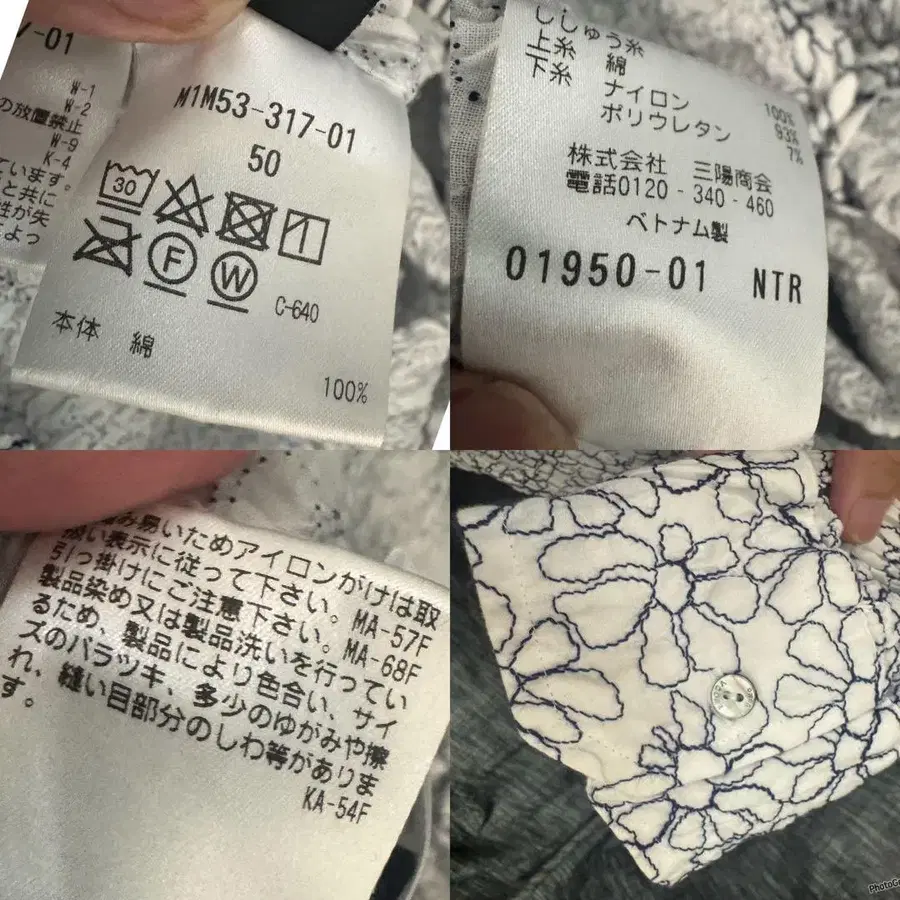 -01
W-1
W-2
の放置禁止
W-9
K-4
ています。
と共に
性が失
よっ
M1M53-317-01
50
30
F W
C-640
本体 綿
100%
ししゅう糸
上糸 綿 100%
下糸 ナイロン 93%
ポリウレタン 7%
株式会社 三陽商会
電話0120-340-460
ベトナム製
01950-01 NTR
み易いためアイロンがけは取
扱い表示に従って下さい。MA-57F
引っ掛けにご注意下さい。MA-68F
製品染め又は製品洗いを行ってい
るため、製品により色合い、サイ
ズのバラツキ、多少のゆがみや擦
れ、縫い目部分のしわ等がありま
す。
KA-54F